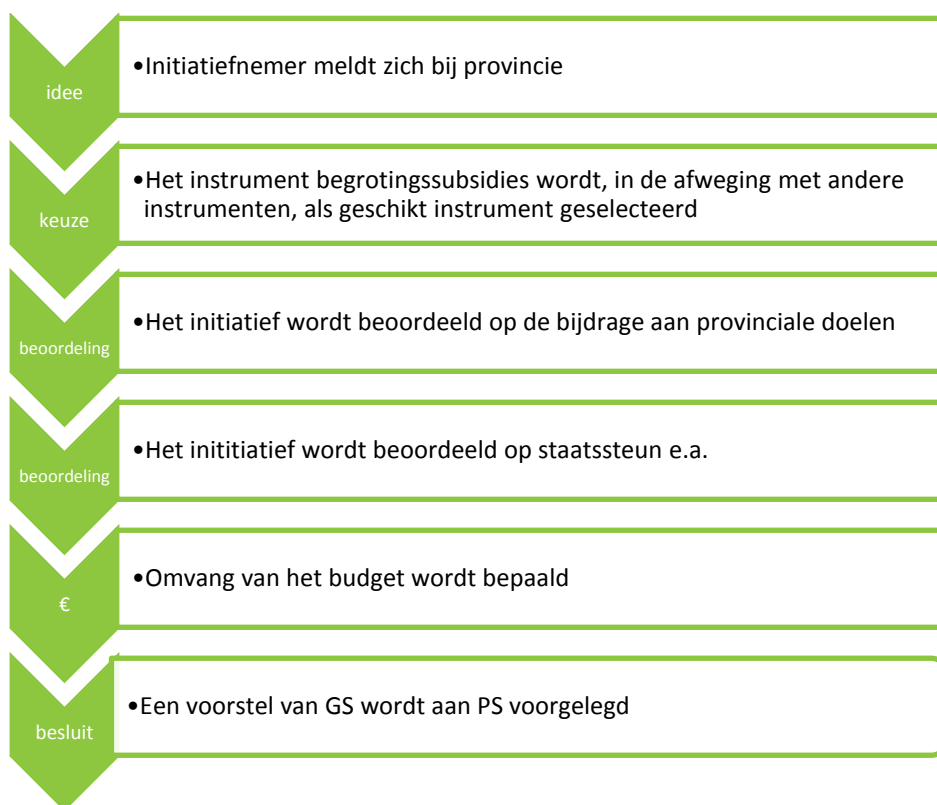 idee
•Initiatiefnemer meldt zich bij provincie
keuze
•Het instrument begrotingssubsidies wordt, in de afweging met andere
instrumenten, als geschikt instrument geselecteerd
beoordeling
•Het initiatief wordt beoordeeld op de bijdrage aan provinciale doelen
beoordeling
•Het inititiatief wordt beoordeeld op staatssteun e.a.
€
•Omvang van het budget wordt bepaald
besluit
•Een voorstel van GS wordt aan PS voorgelegd